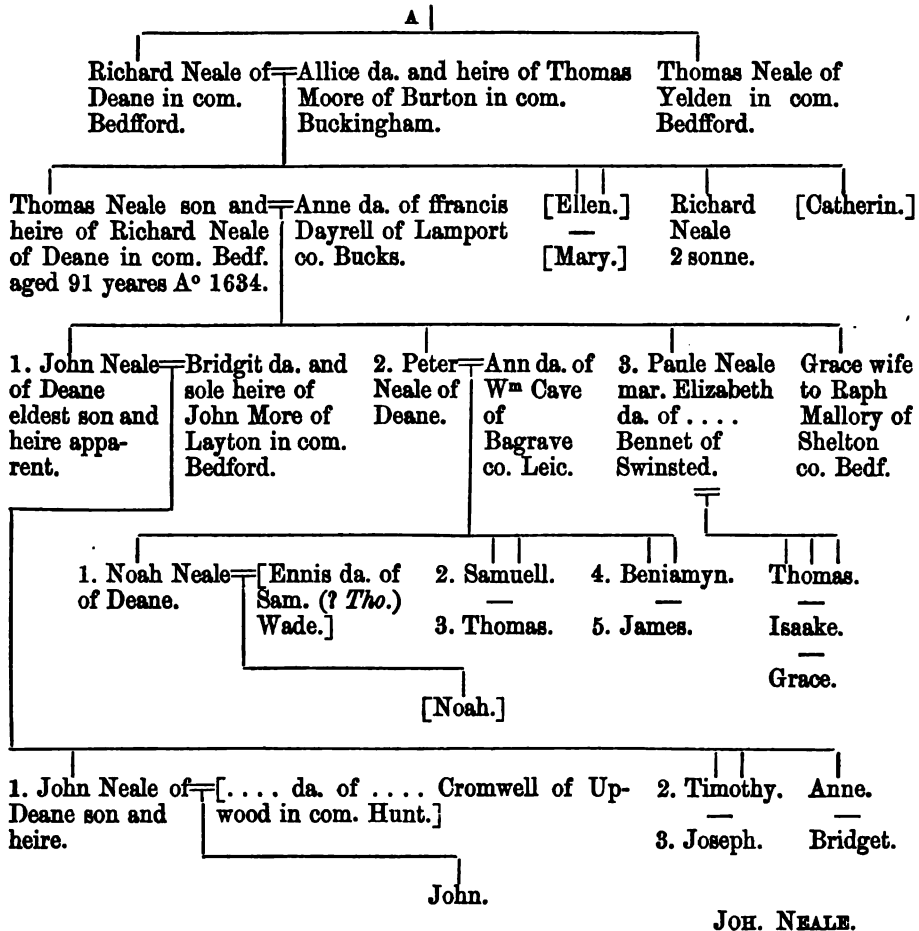 A
Richard Neale of
Deane in com.
Bedfford.
Allice da. and heire of Thomas
Moore of Burton in com.
Buckingham.
Thomas Neale of
Yelden in com.
Bedfford.
Thomas Neale son and
heire of Richard Neale
of Deane in com. Bedf.
aged 91 yeares Aº 1634.
Anne da. of ffrancis
Dayrell of Lamport
co. Bucks.
[Ellen.]
—
[Mary.]
Richard
Neale
2 sonne.
[Catherin.]
1. John Neale
of Deane
eldest son and
heire appa-
rent.
Bridgit da. and
sole heire of
John More of
Layton in com.
Bedford.
2. Peter
Neale of
Deane.
Ann da. of
Wm Cave
of
Bagrave
co. Leic.
3. Paule Neale
mar. Elizabeth
da. of . . . .
Bennet of
Swinsted.
Grace wife
to Raph
Mallory of
Shelton
co. Bedf.
1. Noah Neale
of Deane.
[Ennis da. of
Sam. (? Tho.)
Wade.]
2. Samuell.
—
3. Thomas.
4. Beniamyn.
—
5. James.
Thomas.
—
Isaake.
—
Grace.
[Noah.]
1. John Neale of
Deane son and
heire.
[. . . . da. of . . . . Cromwell of Up-
wood in com. Hunt.]
2. Timothy.
—
3. Joseph.
Anne.
—
Bridget.
John.
JOH. NEALE.